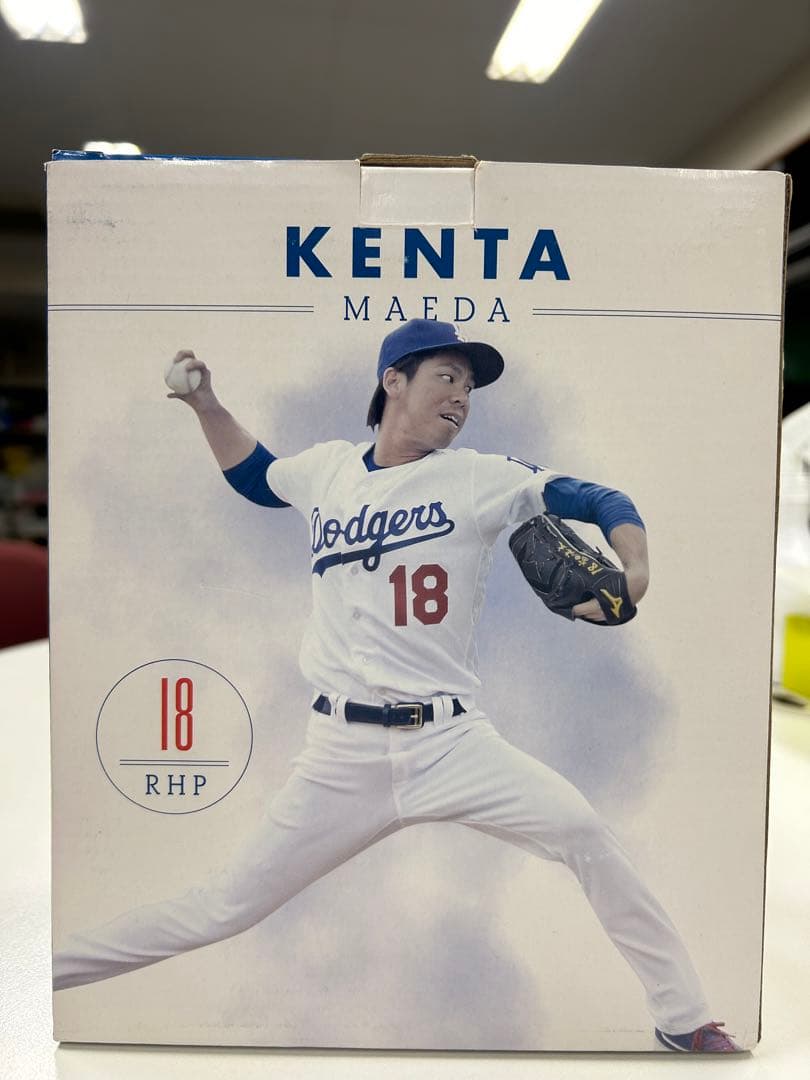 KENTA
MAEDA
Dodgers
18
18
RHP